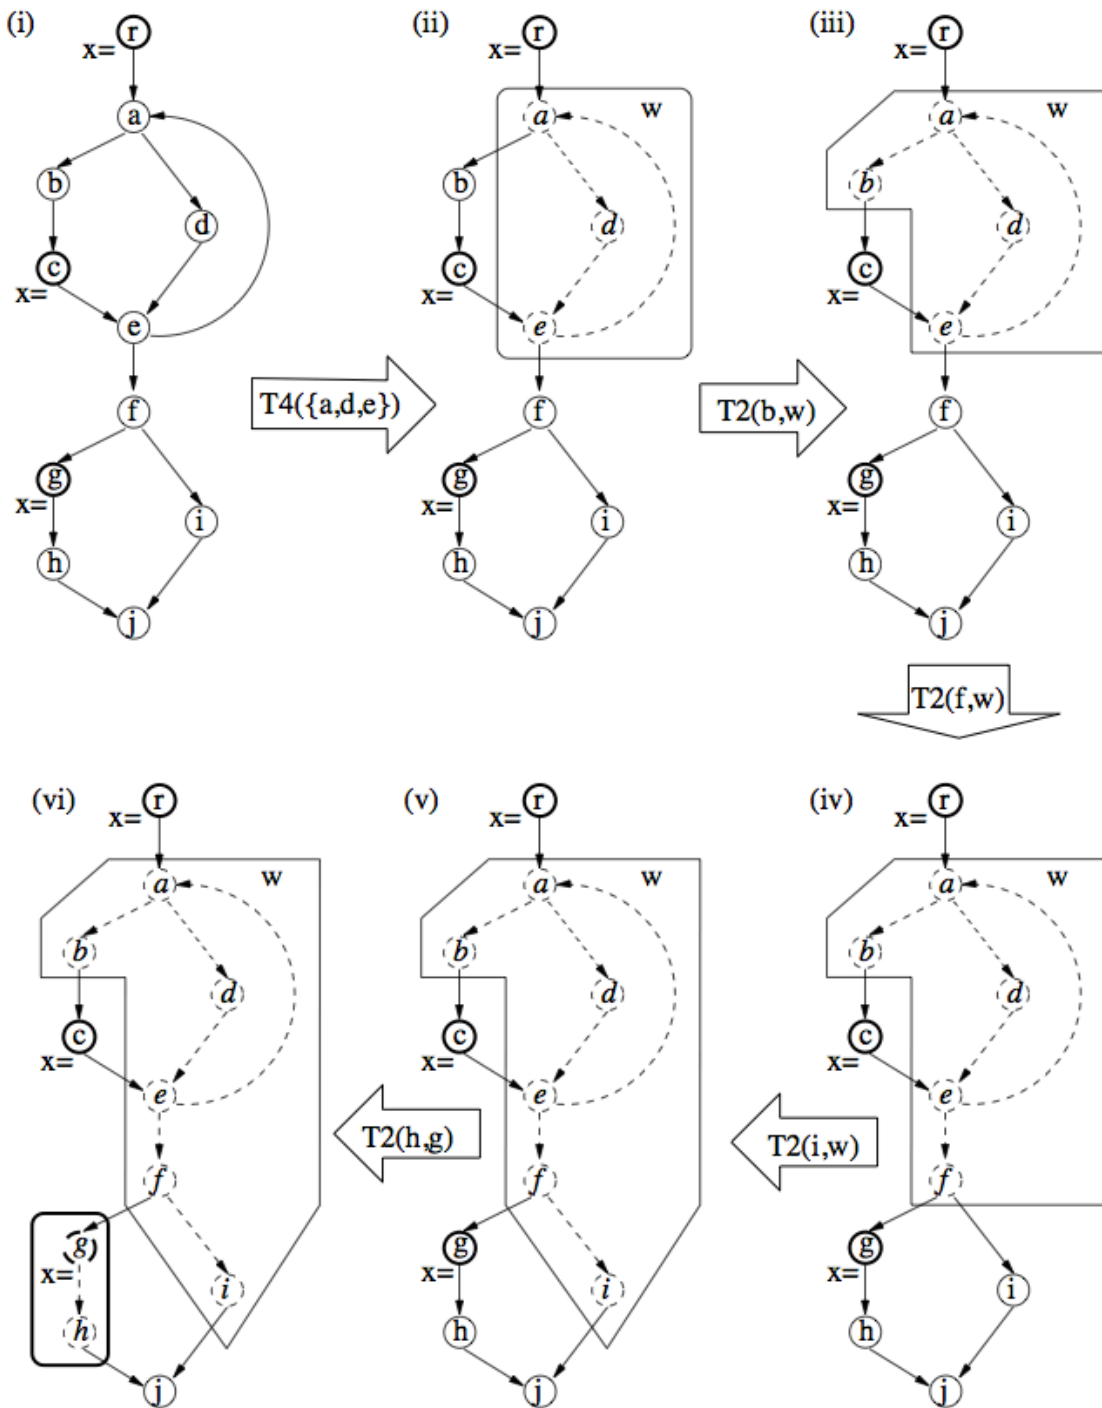 (i) r (ii) r (iii) r
x= x= x=
a a w a w
b b b
d d d
c c c
x= x= x=
e e e
T4({a,d,e}) T2(b,w)
f f f
g g g
x= x= x=
i i i
h h h
j j j
T2(f,w)
(vi) r (v) r (iv) r
x= x= x=
a w a w a w
b b b
d d d
c c c
x= x= x=
e e e
T2(h,g) T2(i,w)
f f f
g g g
x= x= x=
i i i
h h h
j j j